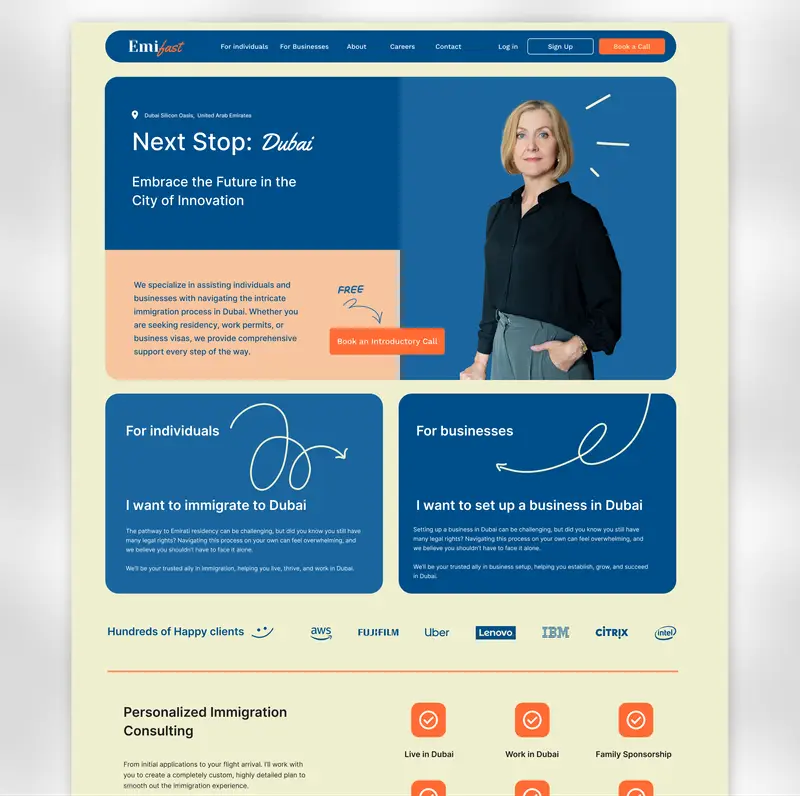 Emifast
For individuals
For Businesses
About
Careers
Contact
Log in
Sign Up
Book a Call
Dubai Silicon Oasis, United Arab Emirates
Next Stop: Dubai
Embrace the Future in the
City of Innovation
We specialize in assisting individuals and
businesses with navigating the intricate
immigration process in Dubai. Whether you
are seeking residency, work permits, or
business visas, we provide comprehensive
support every step of the way.
FREE
Book an Introductory Call
For individuals
I want to immigrate to Dubai
The pathway to Emirati residency can be challenging, but did you know you still have
many legal rights? Navigating this process on your own can feel overwhelming, and
we believe you shouldn't have to face it alone.
We'll be your trusted ally in immigration, helping you live, thrive, and work in Dubai.
For businesses
I want to set up a business in Dubai
Setting up a business in Dubai can be challenging, but did you know you still have
many legal rights? Navigating this process on your own can feel overwhelming, and
we believe you shouldn't have to face it alone.
We'll be your trusted ally in business setup, helping you establish, grow, and succeed
in Dubai.
Hundreds of Happy clients
aws
FUJIFILM
Uber
Lenovo
IBM
CITRIX
intel
Personalized Immigration
Consulting
From initial applications to your flight arrival. I'll work with
you to create a completely custom, highly detailed plan to
smooth out the immigration experience.
Live in Dubai
Work in Dubai
Family Sponsorship